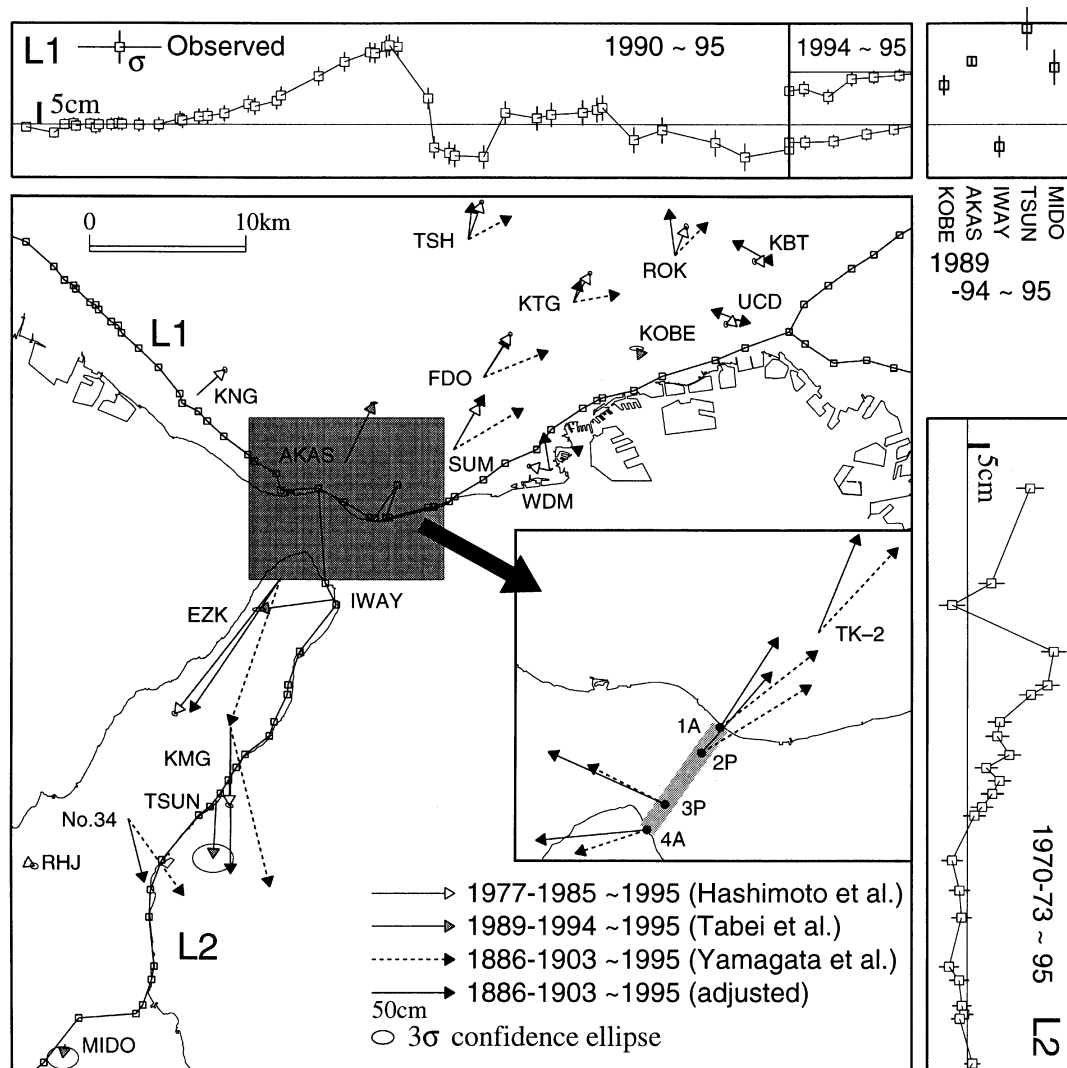 L1
Observed
σ
1990 ~ 95
1994 ~ 95
5cm
KOBE
AKAS
IWAY
TSUN
MIDO
1989
-94 ~ 95
0
10km
TSH
ROK
KBT
KTG
UCD
L1
KOBE
KNG
FDO
AKAS
SUM
WDM
5cm
EZK
IWAY
TK-2
1A
2P
KMG
TSUN
3P
No.34
4A
RHJ
1970-73 ~ 95
L2
1977-1985 ~1995 (Hashimoto et al.)
1989-1994 ~1995 (Tabei et al.)
1886-1903 ~1995 (Yamagata et al.)
1886-1903 ~1995 (adjusted)
50cm
3σ confidence ellipse
L2
MIDO